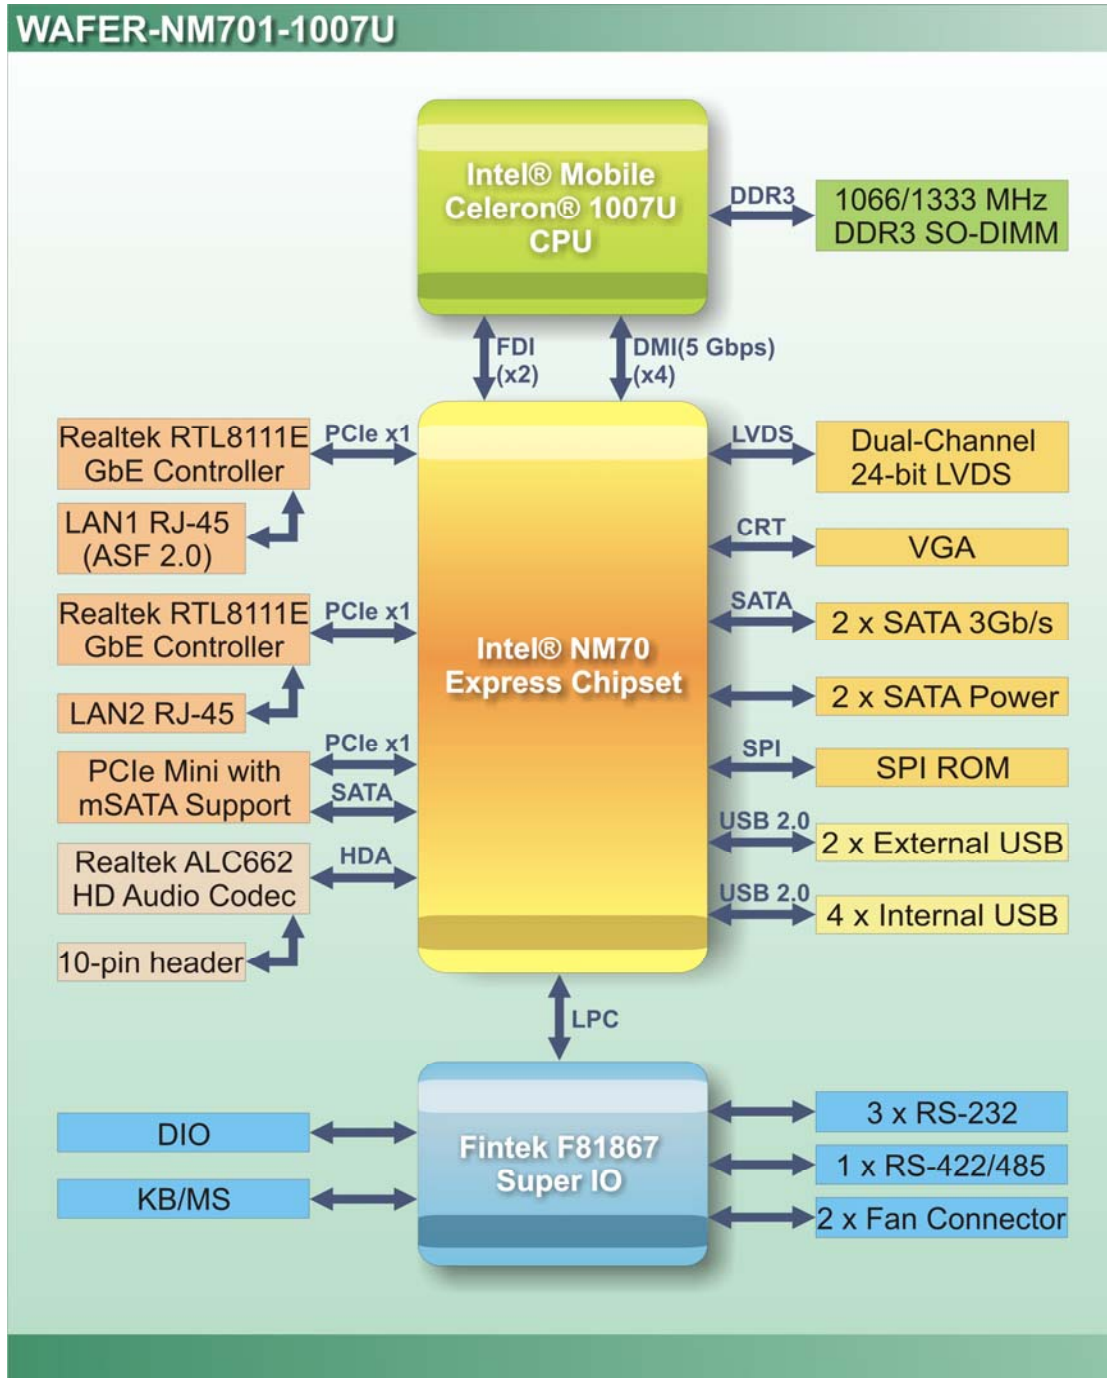 WAFER-NM701-1007U
Intel® Mobile
Celeron® 1007U
CPU
DDR3
1066/1333 MHz
DDR3 SO-DIMM
FDI
(x2)
DMI(5 Gbps)
(x4)
Realtek RTL8111E
GbE Controller
PCIe x1
LAN1 RJ-45
(ASF 2.0)
Realtek RTL8111E
GbE Controller
PCIe x1
LAN2 RJ-45
PCIe Mini with
mSATA Support
PCIe x1
SATA
Realtek ALC662
HD Audio Codec
HDA
10-pin header
Intel® NM70
Express Chipset
LVDS
Dual-Channel
24-bit LVDS
CRT
VGA
SATA
2 x SATA 3Gb/s
2 x SATA Power
SPI
SPI ROM
USB 2.0
2 x External USB
USB 2.0
4 x Internal USB
LPC
DIO
KB/MS
Fintek F81867
Super IO
3 x RS-232
1 x RS-422/485
2 x Fan Connector